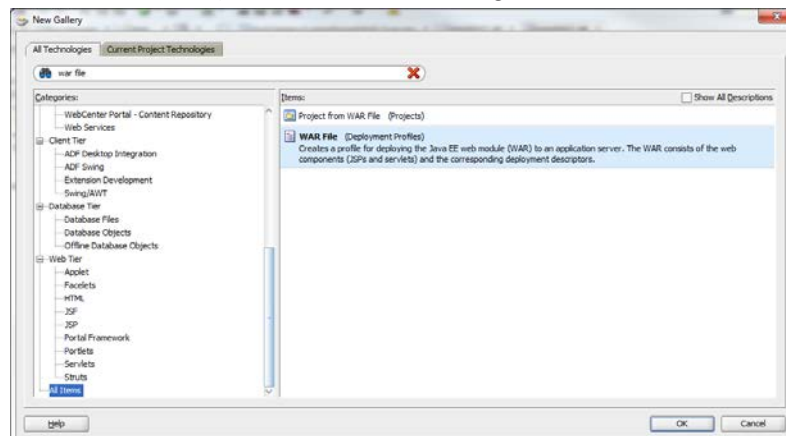 New Gallery
All Technologies
Current Project Technologies
war file
Categories:
WebCenter Portal - Content Repository
Web Services
Client Tier
ADF Desktop Integration
ADF Swing
Extension Development
Swing/AWT
Database Tier
Database Files
Database Objects
Offline Database Objects
Web Tier
Applet
Facelets
HTML
JSF
JSP
Portal Framework
Portlets
Servlets
Struts
All Items
Items:
Show All Descriptions
Project from WAR File (Projects)
WAR File (Deployment Profiles)
Creates a profile for deploying the Java EE web module (WAR) to an application server. The WAR consists of the web
components (JSPs and servlets) and the corresponding deployment descriptors.
Help
OK
Cancel